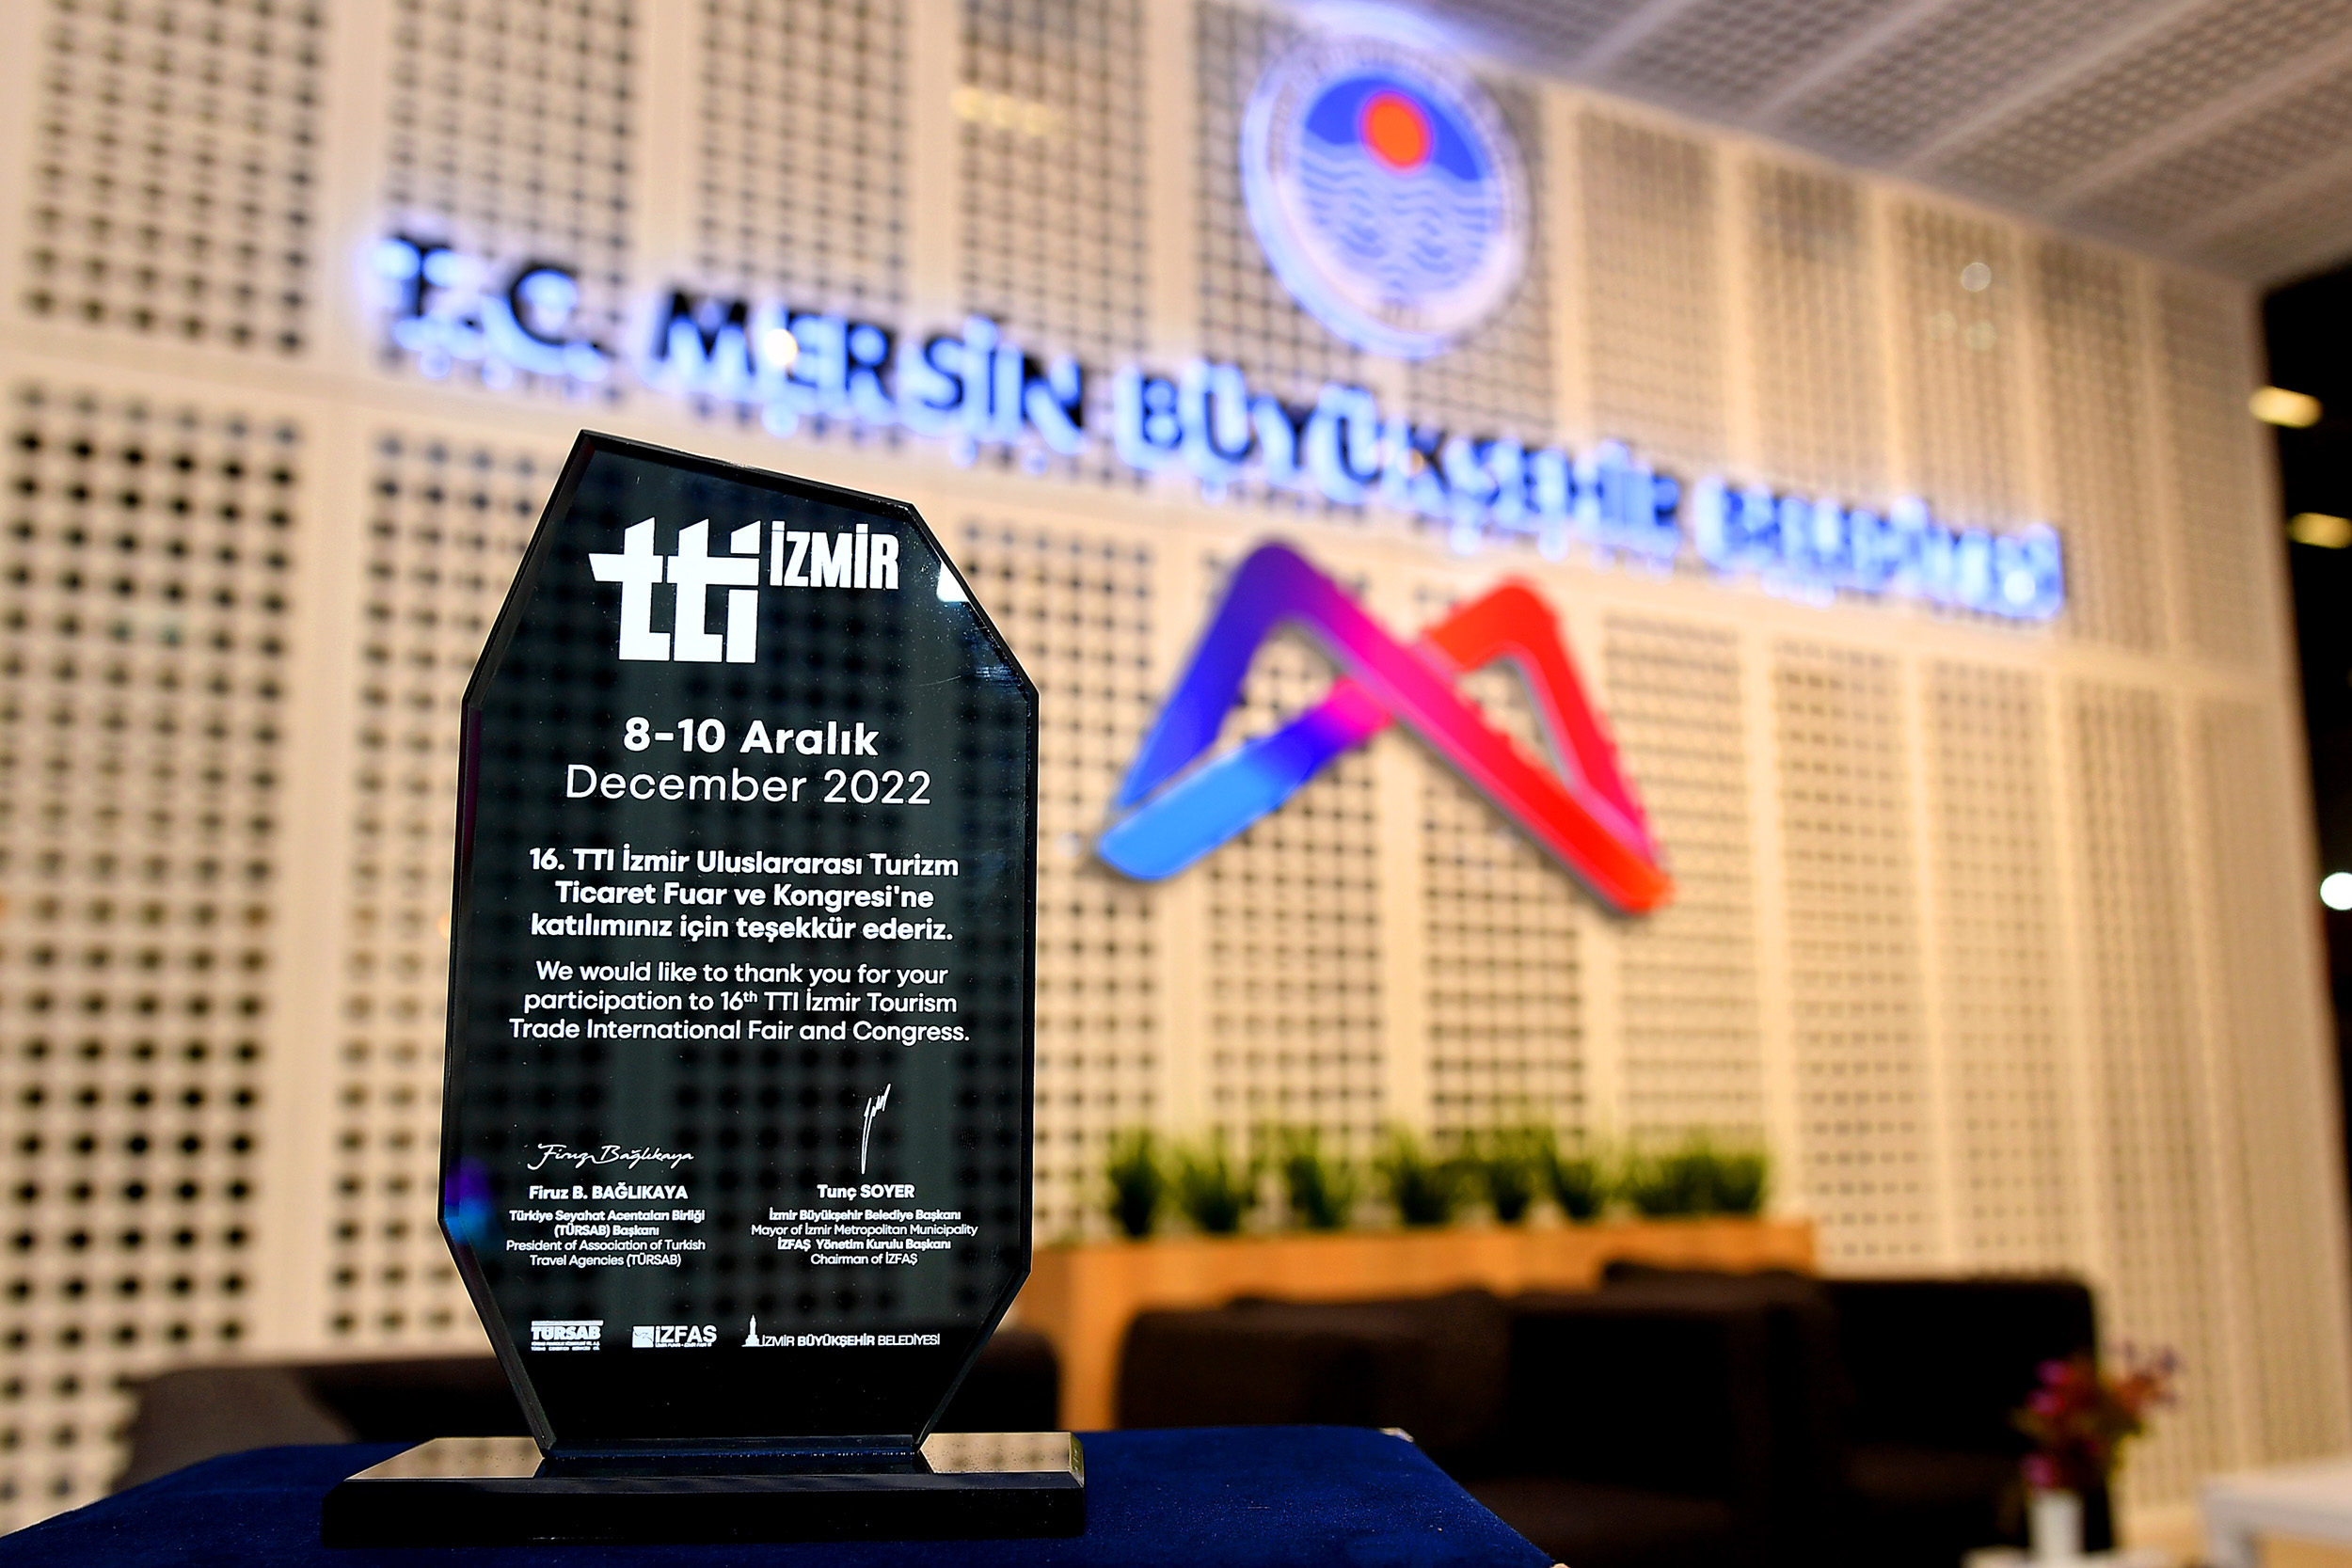 T.C. MERSİN BÜYÜKŞEHİR BELEDİYESİ
tti İZMİR
8-10 Aralık
December 2022
16. TTI İzmir Uluslararası Turizm
Ticaret Fuar ve Kongresi'ne
katılımınız için teşekkür ederiz.
We would like to thank you for your
participation to 16th TTI İzmir Tourism
Trade International Fair and Congress.
Firuz Bağlıkaya
Firuz B. BAĞLIKAYA
Türkiye Seyahat Acentaları Birliği
(TÜRSAB) Başkanı
President of Association of Turkish
Travel Agencies (TÜRSAB)
Tunç SOYER
İzmir Büyükşehir Belediye Başkanı
Mayor of İzmir Metropolitan Municipality
İZFAŞ Yönetim Kurulu Başkanı
Chairman of İZFAŞ
TÜRSAB
İZFAŞ
İZMİR BÜYÜKŞEHİR BELEDİYESİ